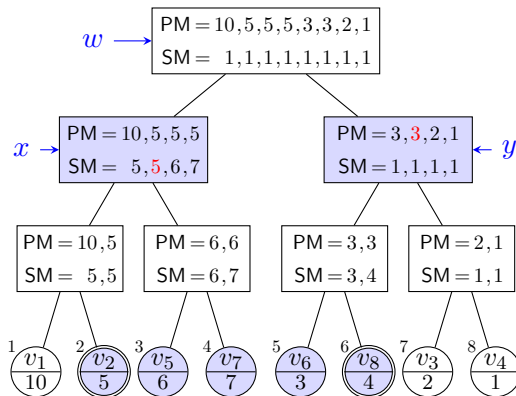 w
PM = 10,5,5,5,3,3,2,1
SM = 1,1,1,1,1,1,1,1
x
PM = 10,5,5,5
SM = 5,5,6,7
PM = 3,3,2,1
SM = 1,1,1,1
y
PM = 10,5
SM = 5,5
PM = 6,6
SM = 6,7
PM = 3,3
SM = 3,4
PM = 2,1
SM = 1,1
1 v₁ 10
2 v₂ 5
3 v₅ 6
4 v₇ 7
5 v₆ 3
6 v₈ 4
7 v₃ 2
8 v₄ 1